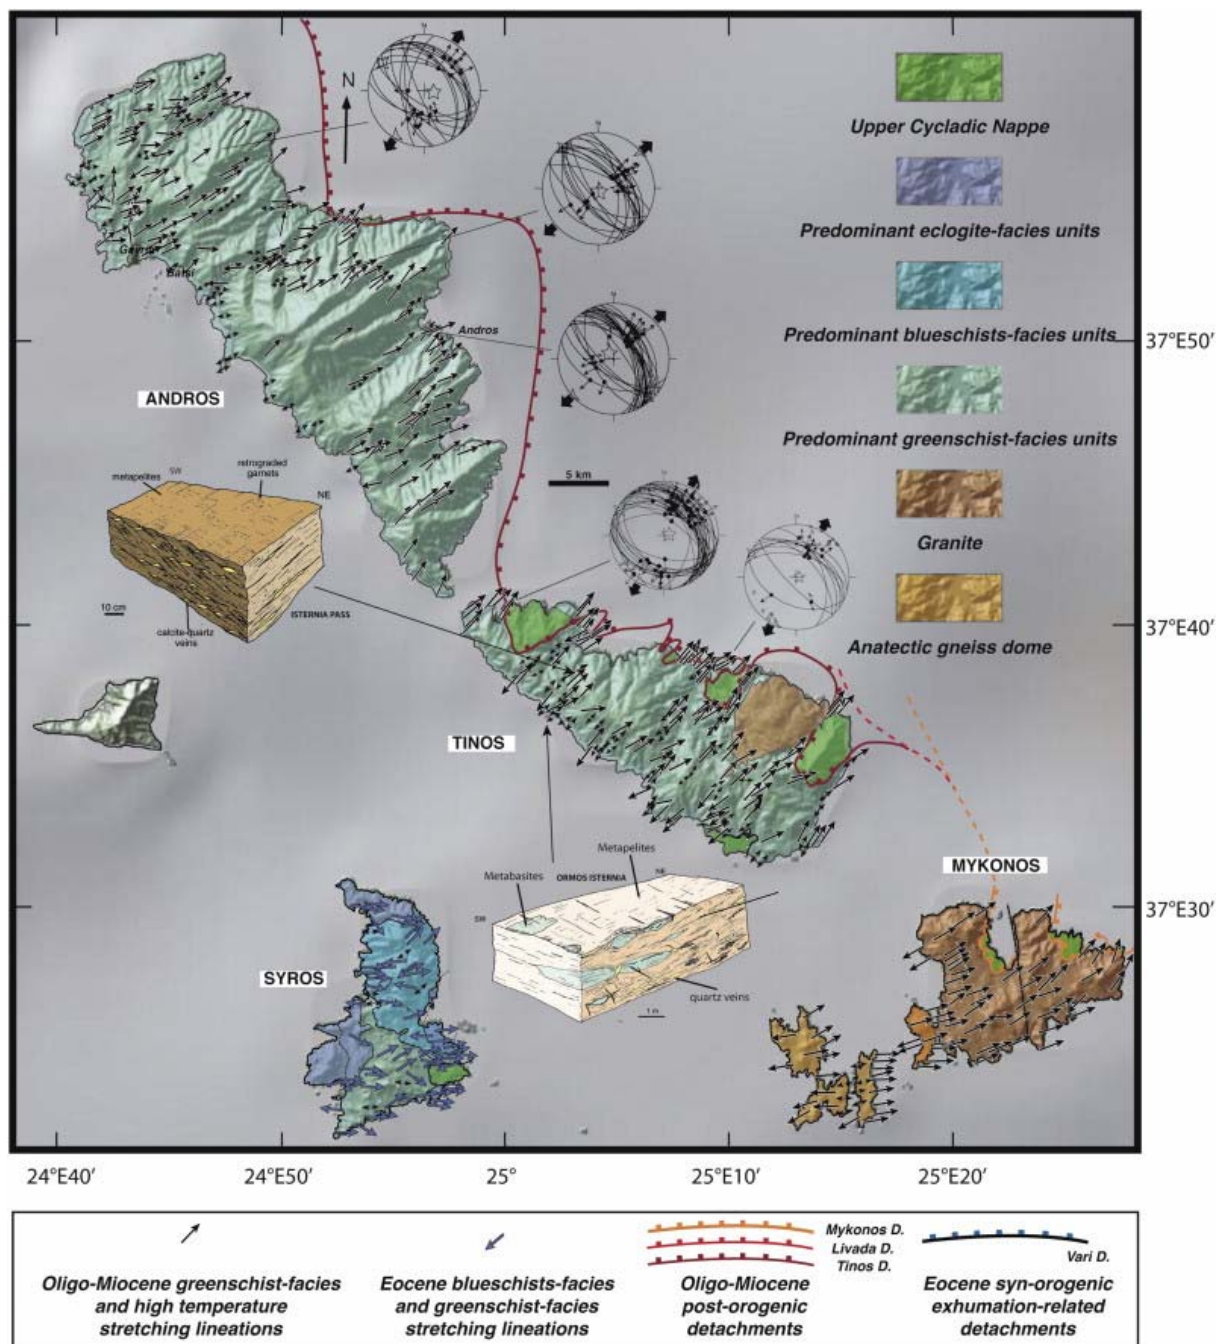 N
Upper Cycladic Nappe
Predominant eclogite-facies units
Predominant blueschists-facies units
Predominant greenschist-facies units
Granite
Anatectic gneiss dome
Batsi
Andros
ANDROS
5 km
metapelites
SW
retrograded
garnets
NE
10 cm
ISTERNIA PASS
calcite-quartz
veins
TINOS
Metapelites
Metabasites
ORMOS ISTERNIA
NE
SW
quartz veins
1 m
SYROS
MYKONOS
37°E50'
37°E40'
37°E30'
24°E40'
24°E50'
25°
25°E10'
25°E20'
Oligo-Miocene greenschist-facies
and high temperature
stretching lineations
Eocene blueschists-facies
and greenschist-facies
stretching lineations
Mykonos D.
Livada D.
Tinos D.
Oligo-Miocene
post-orogenic
detachments
Vari D.
Eocene syn-orogenic
exhumation-related
detachments